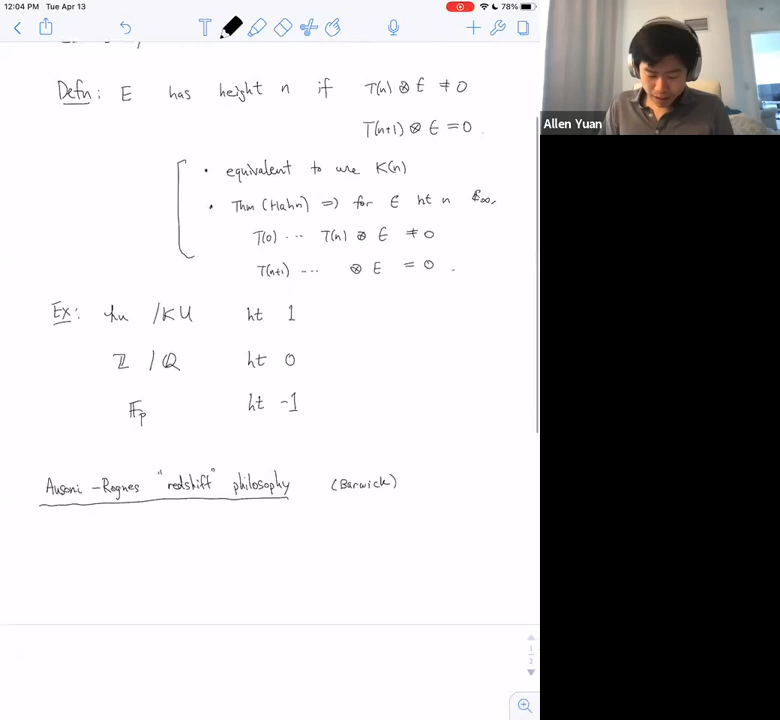 12:04 PM Tue Apr 13
78%
Defn: E has height n if T(n) ⊗ E ≠ 0
T(n+1) ⊗ E = 0
Allen Yuan
• equivalent to use K(n)
• Thm (Hahn) => for E ht n E∞,
T(0) ... T(n) ⊗ E ≠ 0
T(n+1) ... ⊗ E = 0.
Ex: ku /KU ht 1
ℤ /ℚ ht 0
𝔽p ht -1
Ausoni-Rognes "redshift" philosophy (Barwick)